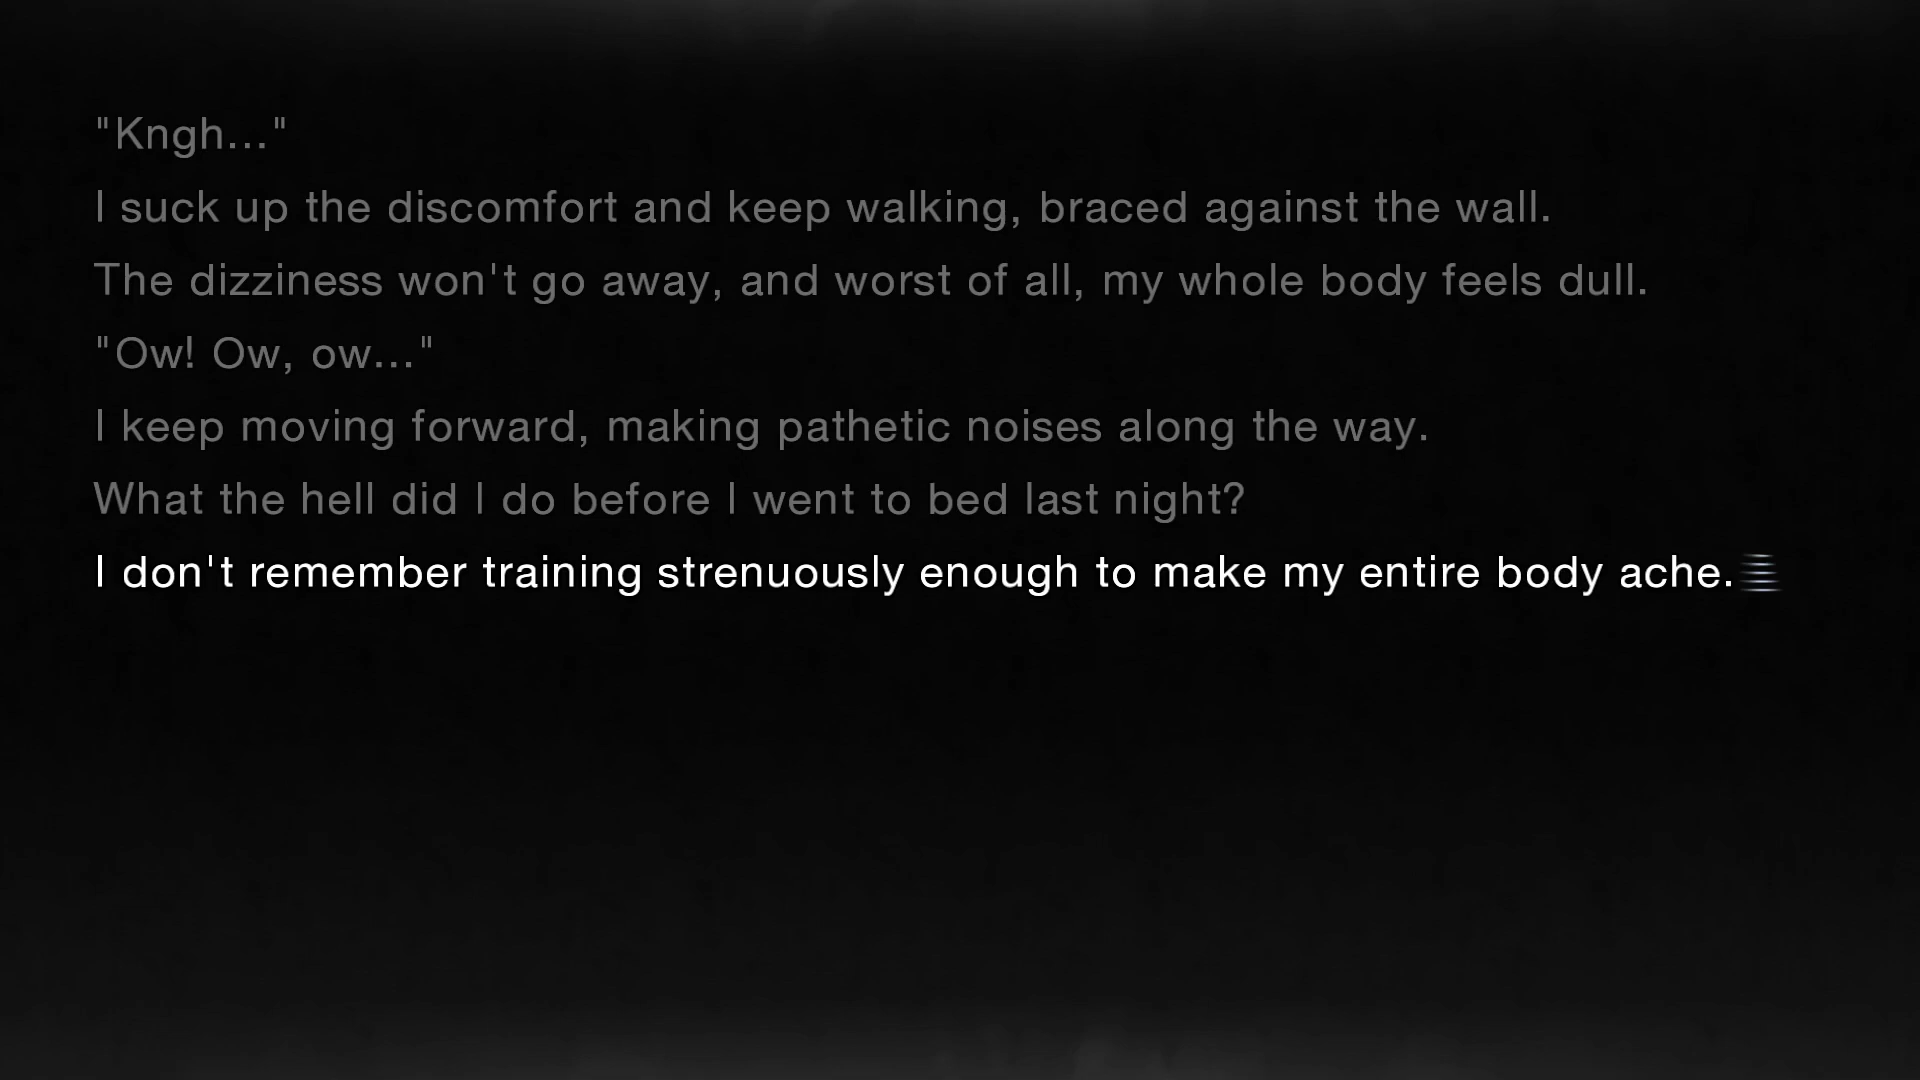 "Kngh..."
I suck up the discomfort and keep walking, braced against the wall.
The dizziness won't go away, and worst of all, my whole body feels dull.
"Ow! Ow, ow..."
I keep moving forward, making pathetic noises along the way.
What the hell did I do before I went to bed last night?
I don't remember training strenuously enough to make my entire body ache.